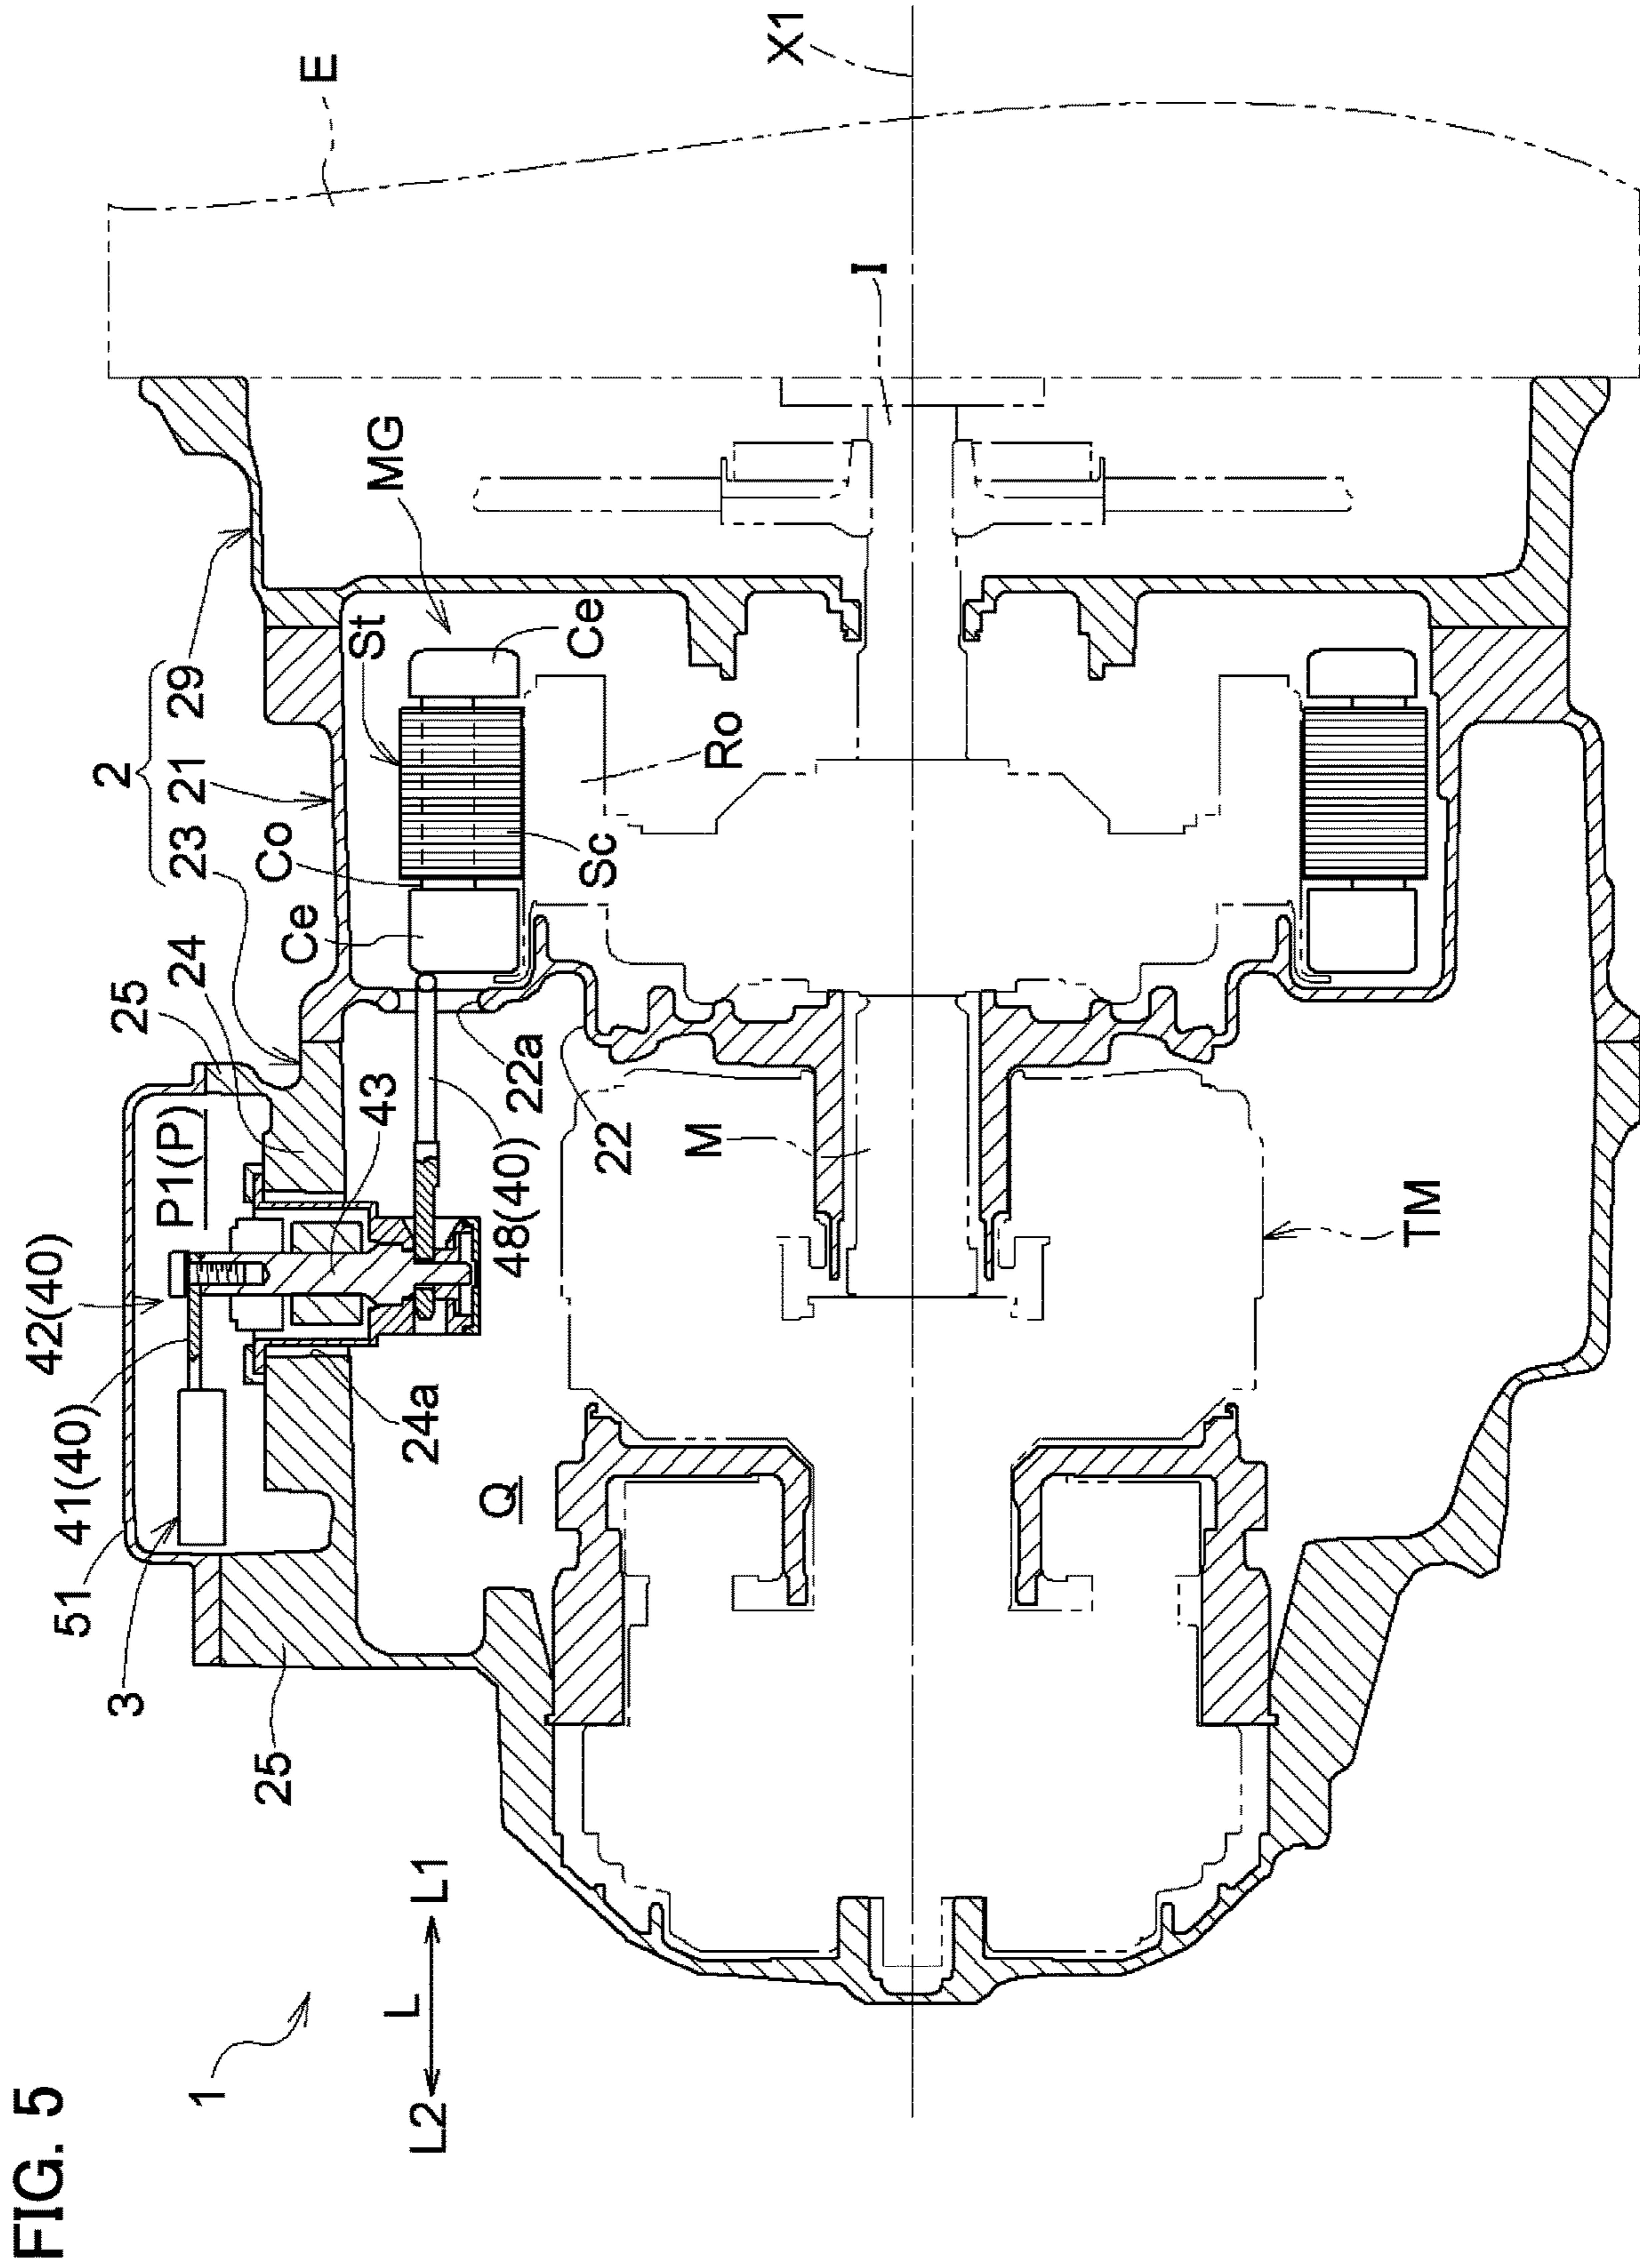 FIG. 5
1
L
L2
L1
3
51
41(40)
42(40)
P1(P)
25
24
23
21
29
2
25
24a
43
48(40)
22a
22
Q
Ce
Co
St
MG
Ce
Sc
Ro
M
TM
I
E
X1